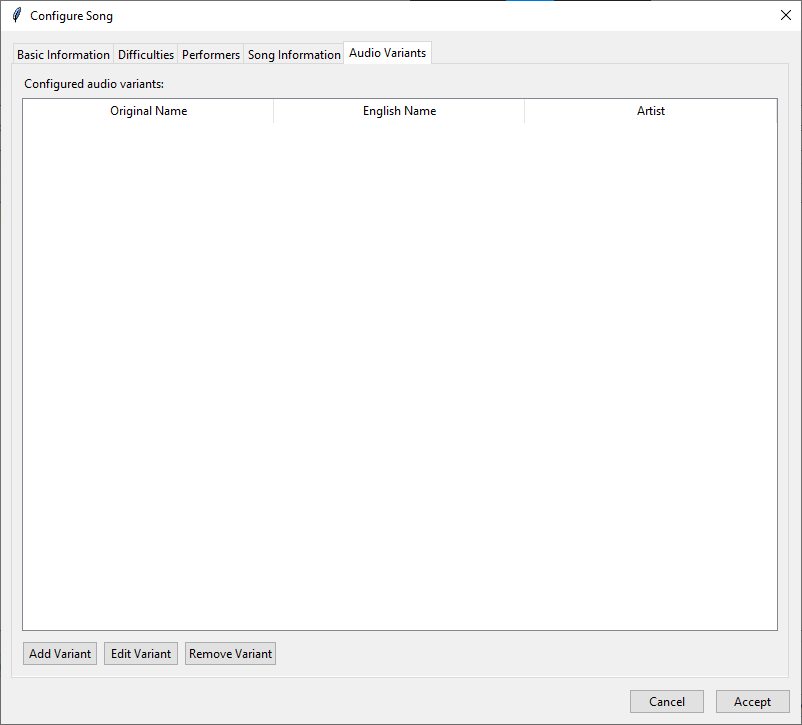 Configure Song
Basic Information Difficulties Performers Song Information Audio Variants
Configured audio variants:
Original Name English Name Artist
Add Variant Edit Variant Remove Variant
Cancel Accept